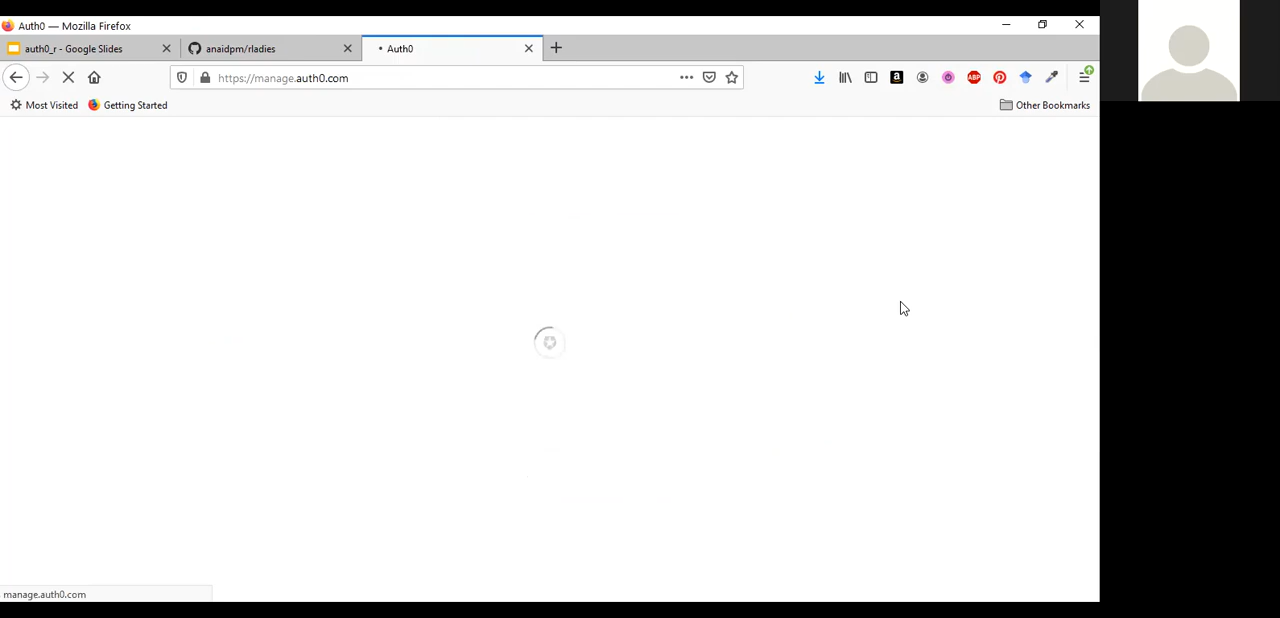 Auth0 — Mozilla Firefox
auth0_r - Google Slides
anaidpm/rladies
• Auth0
https://manage.auth0.com
a
ABP
Most Visited
Getting Started
Other Bookmarks
manage.auth0.com